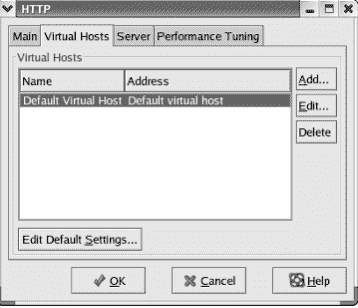 HTTP
Main Virtual Hosts Server Performance Tuning
Virtual Hosts
Name Address Add...
Default Virtual Host Default virtual host
Edit...
Delete
Edit Default Settings...
OK Cancel Help